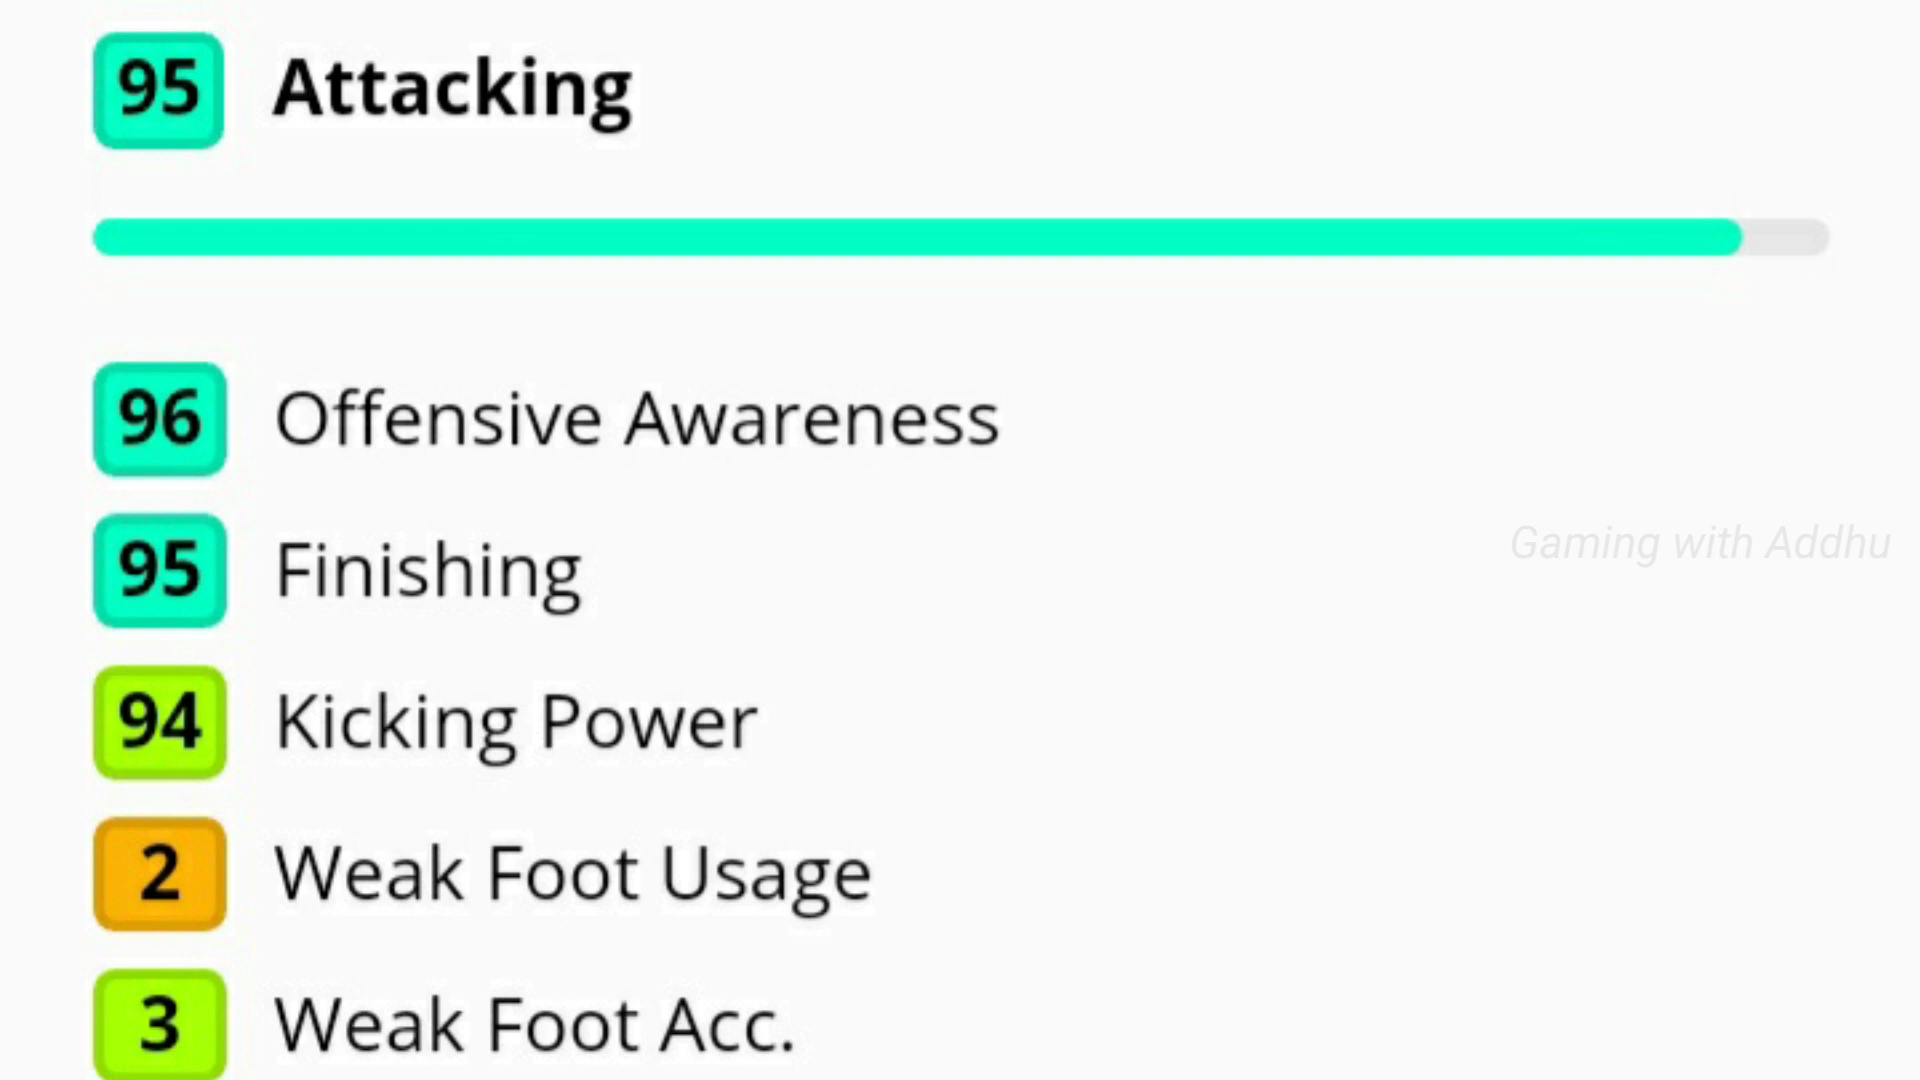 95 Attacking
96 Offensive Awareness
95 Finishing
Gaming with Addhu
94 Kicking Power
2 Weak Foot Usage
3 Weak Foot Acc.